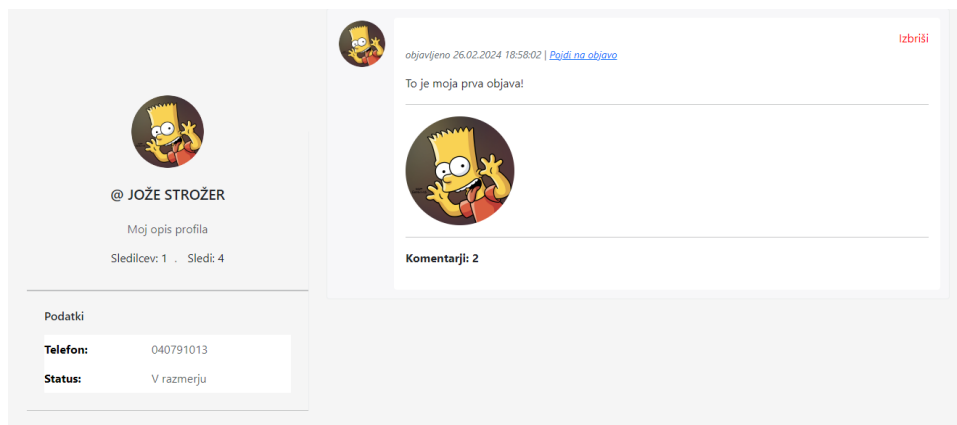 @ JOŽE STROŽER
Moj opis profila
Sledilcev: 1 . Sledi: 4
Podatki
Telefon: 040791013
Status: V razmerju
Izbriši
objavljeno 26.02.2024 18:58:02 | Pojdi na objavo
To je moja prva objava!
Komentarji: 2